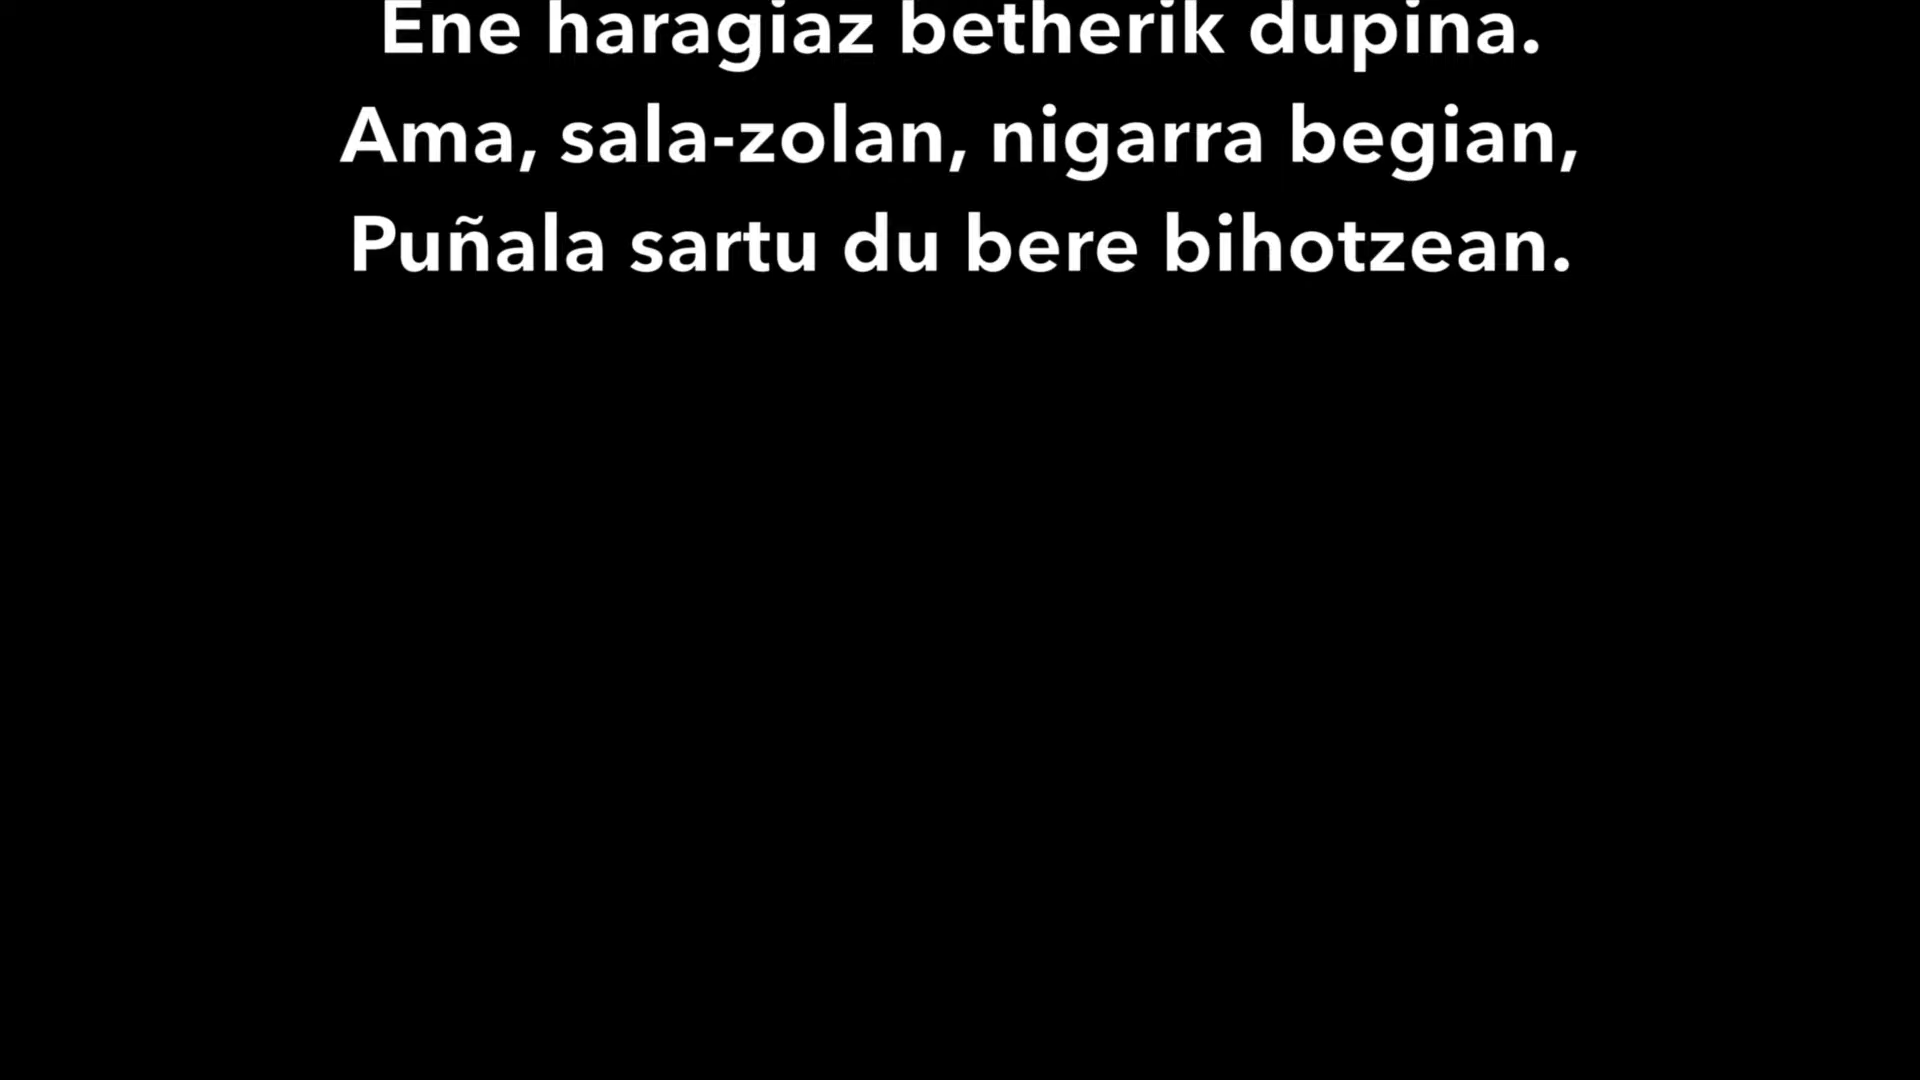 Ene haragiaz betherik dupina.
Ama, sala-zolan, nigarra begian,
Puñala sartu du bere bihotzean.